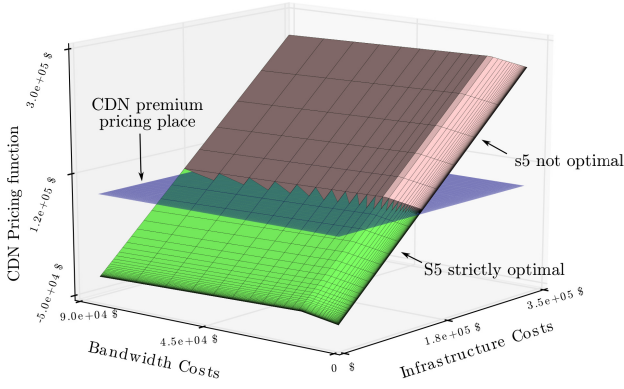 3.0e+05 $
CDN premium
pricing place
s5 not optimal
CDN Pricing function
1.2e+05 $
S5 strictly optimal
-5.0e+04 $
9.0e+04 $
4.5e+04 $
0 $
1.8e+05 $
3.5e+05 $
Bandwidth Costs
Infrastructure Costs